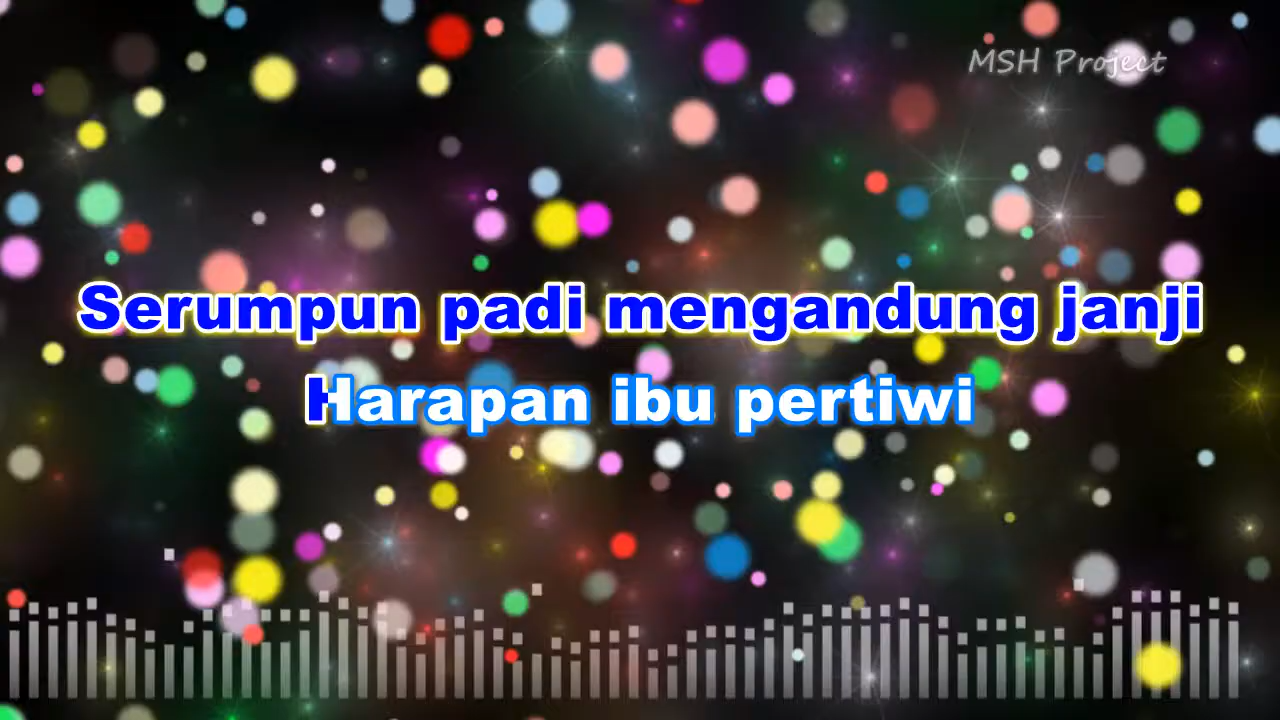 MSH Project
Serumpun padi mengandung janji
Harapan ibu pertiwi